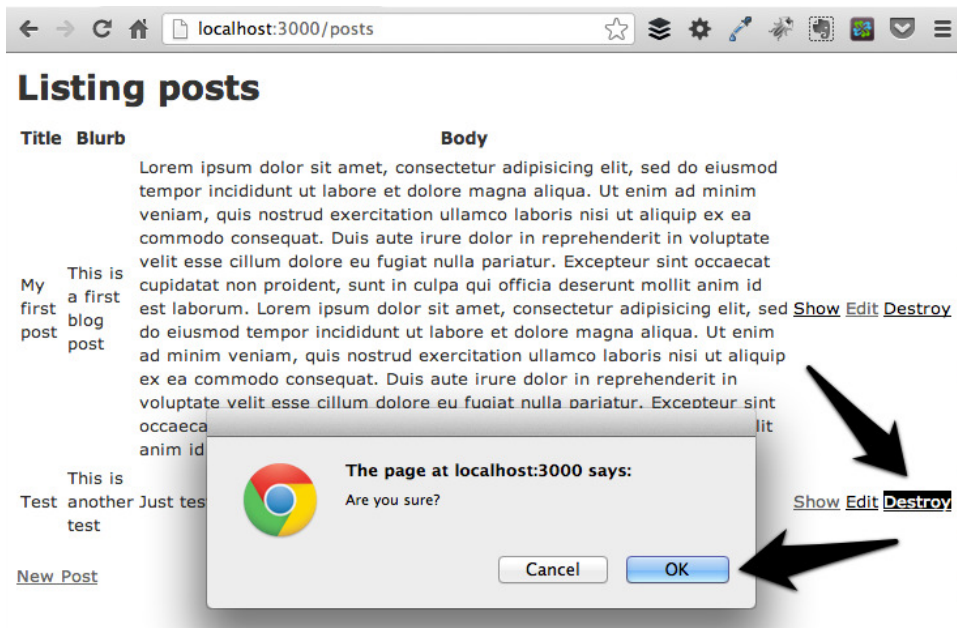 localhost:3000/posts
Listing posts
Title Blurb Body
My first post
This is a first blog post
Lorem ipsum dolor sit amet, consectetur adipisicing elit, sed do eiusmod
tempor incididunt ut labore et dolore magna aliqua. Ut enim ad minim
veniam, quis nostrud exercitation ullamco laboris nisi ut aliquip ex ea
commodo consequat. Duis aute irure dolor in reprehenderit in voluptate
velit esse cillum dolore eu fugiat nulla pariatur. Excepteur sint occaecat
cupidatat non proident, sunt in culpa qui officia deserunt mollit anim id
est laborum. Lorem ipsum dolor sit amet, consectetur adipisicing elit, sed
do eiusmod tempor incididunt ut labore et dolore magna aliqua. Ut enim
ad minim veniam, quis nostrud exercitation ullamco laboris nisi ut aliquip
ex ea commodo consequat. Duis aute irure dolor in reprehenderit in
voluptate velit esse cillum dolore eu fugiat nulla pariatur. Excepteur sint
occaeca lit
anim id
Show Edit Destroy
Test
This is another test
Just tes
Show Edit Destroy
New Post
The page at localhost:3000 says:
Are you sure?
Cancel OK